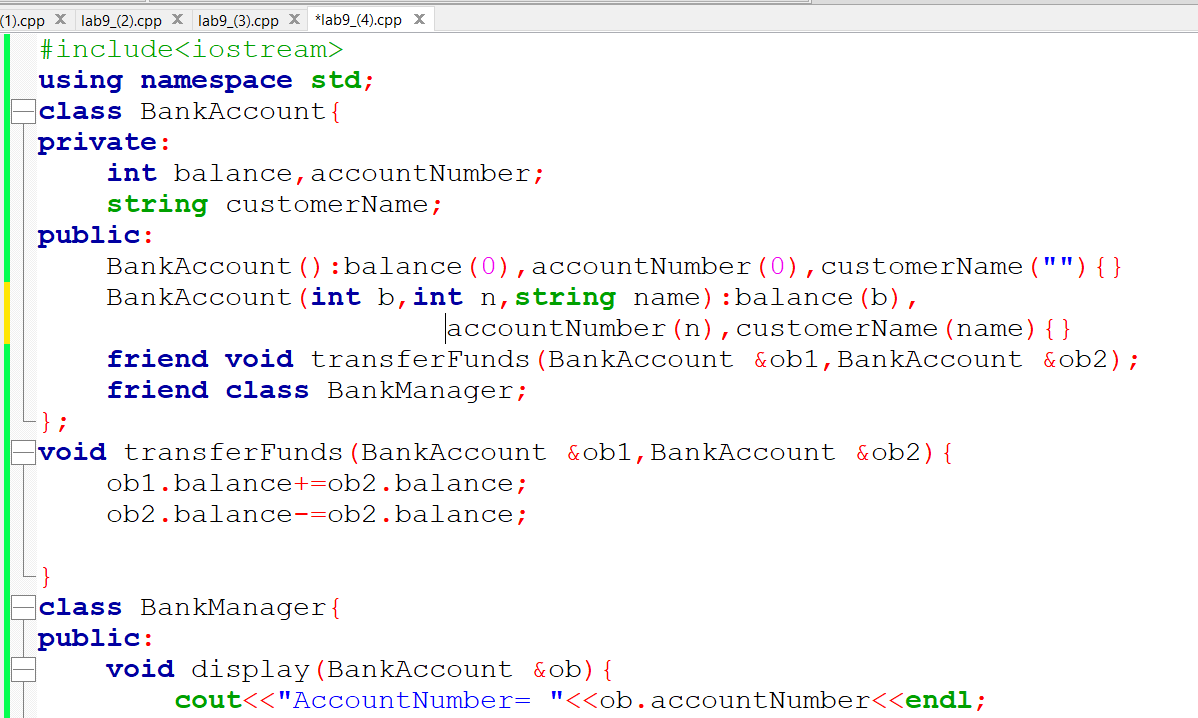 (1).cpp X lab9_(2).cpp X lab9_(3).cpp X *lab9_(4).cpp X
#include<iostream>
using namespace std;
class BankAccount{
private:
    int balance,accountNumber;
    string customerName;
public:
    BankAccount():balance(0),accountNumber(0),customerName(""){}
    BankAccount(int b,int n,string name):balance(b),
                        accountNumber(n),customerName(name){}
    friend void transferFunds(BankAccount &ob1,BankAccount &ob2);
    friend class BankManager;
};
void transferFunds(BankAccount &ob1,BankAccount &ob2){
    ob1.balance+=ob2.balance;
    ob2.balance-=ob2.balance;
}
class BankManager{
public:
    void display(BankAccount &ob){
        cout<<"AccountNumber= "<<ob.accountNumber<<endl;